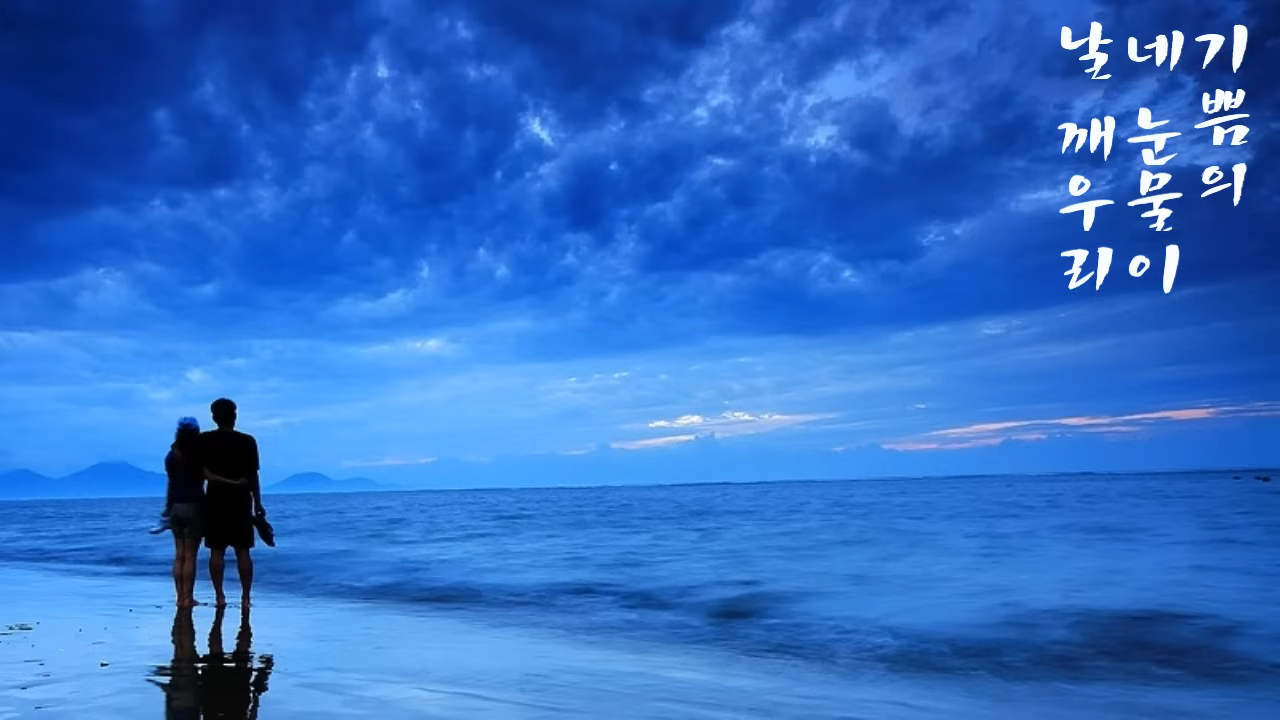 기쁨의
네 눈물이
날 깨우리